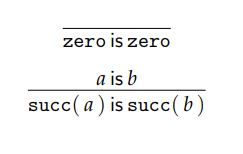 zero is zero
a is b
succ( a ) is succ( b )